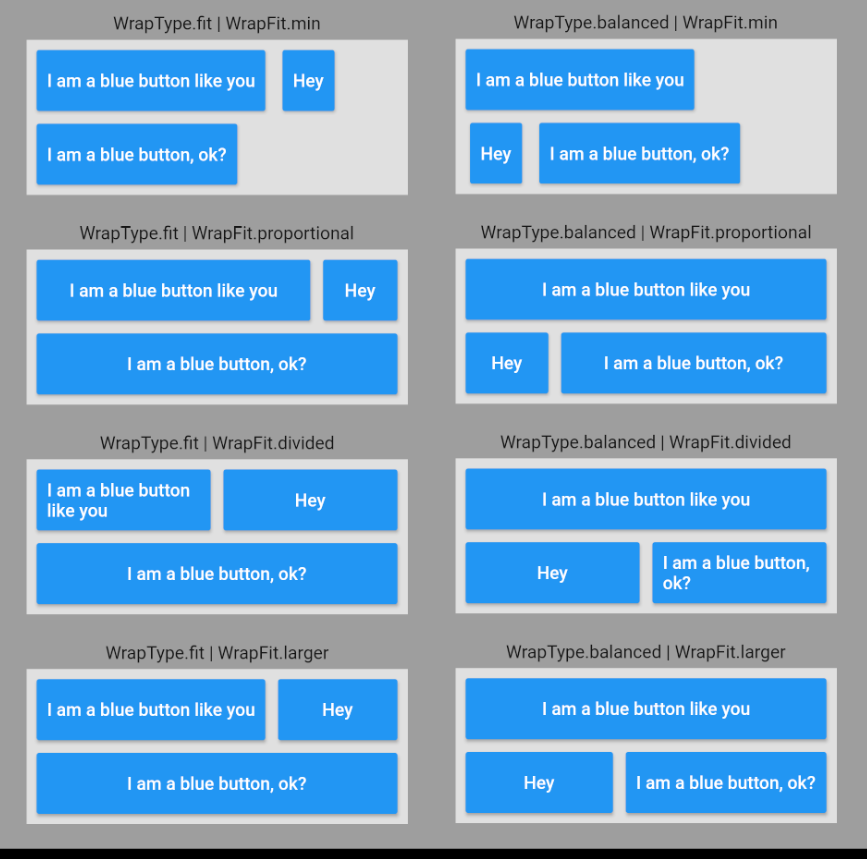 WrapType.fit | WrapFit.min
I am a blue button like you
Hey
I am a blue button, ok?
WrapType.balanced | WrapFit.min
I am a blue button like you
Hey
I am a blue button, ok?
WrapType.fit | WrapFit.proportional
I am a blue button like you
Hey
I am a blue button, ok?
WrapType.balanced | WrapFit.proportional
I am a blue button like you
Hey
I am a blue button, ok?
WrapType.fit | WrapFit.divided
I am a blue button
like you
Hey
I am a blue button, ok?
WrapType.balanced | WrapFit.divided
I am a blue button like you
Hey
I am a blue button,
ok?
WrapType.fit | WrapFit.larger
I am a blue button like you
Hey
I am a blue button, ok?
WrapType.balanced | WrapFit.larger
I am a blue button like you
Hey
I am a blue button, ok?